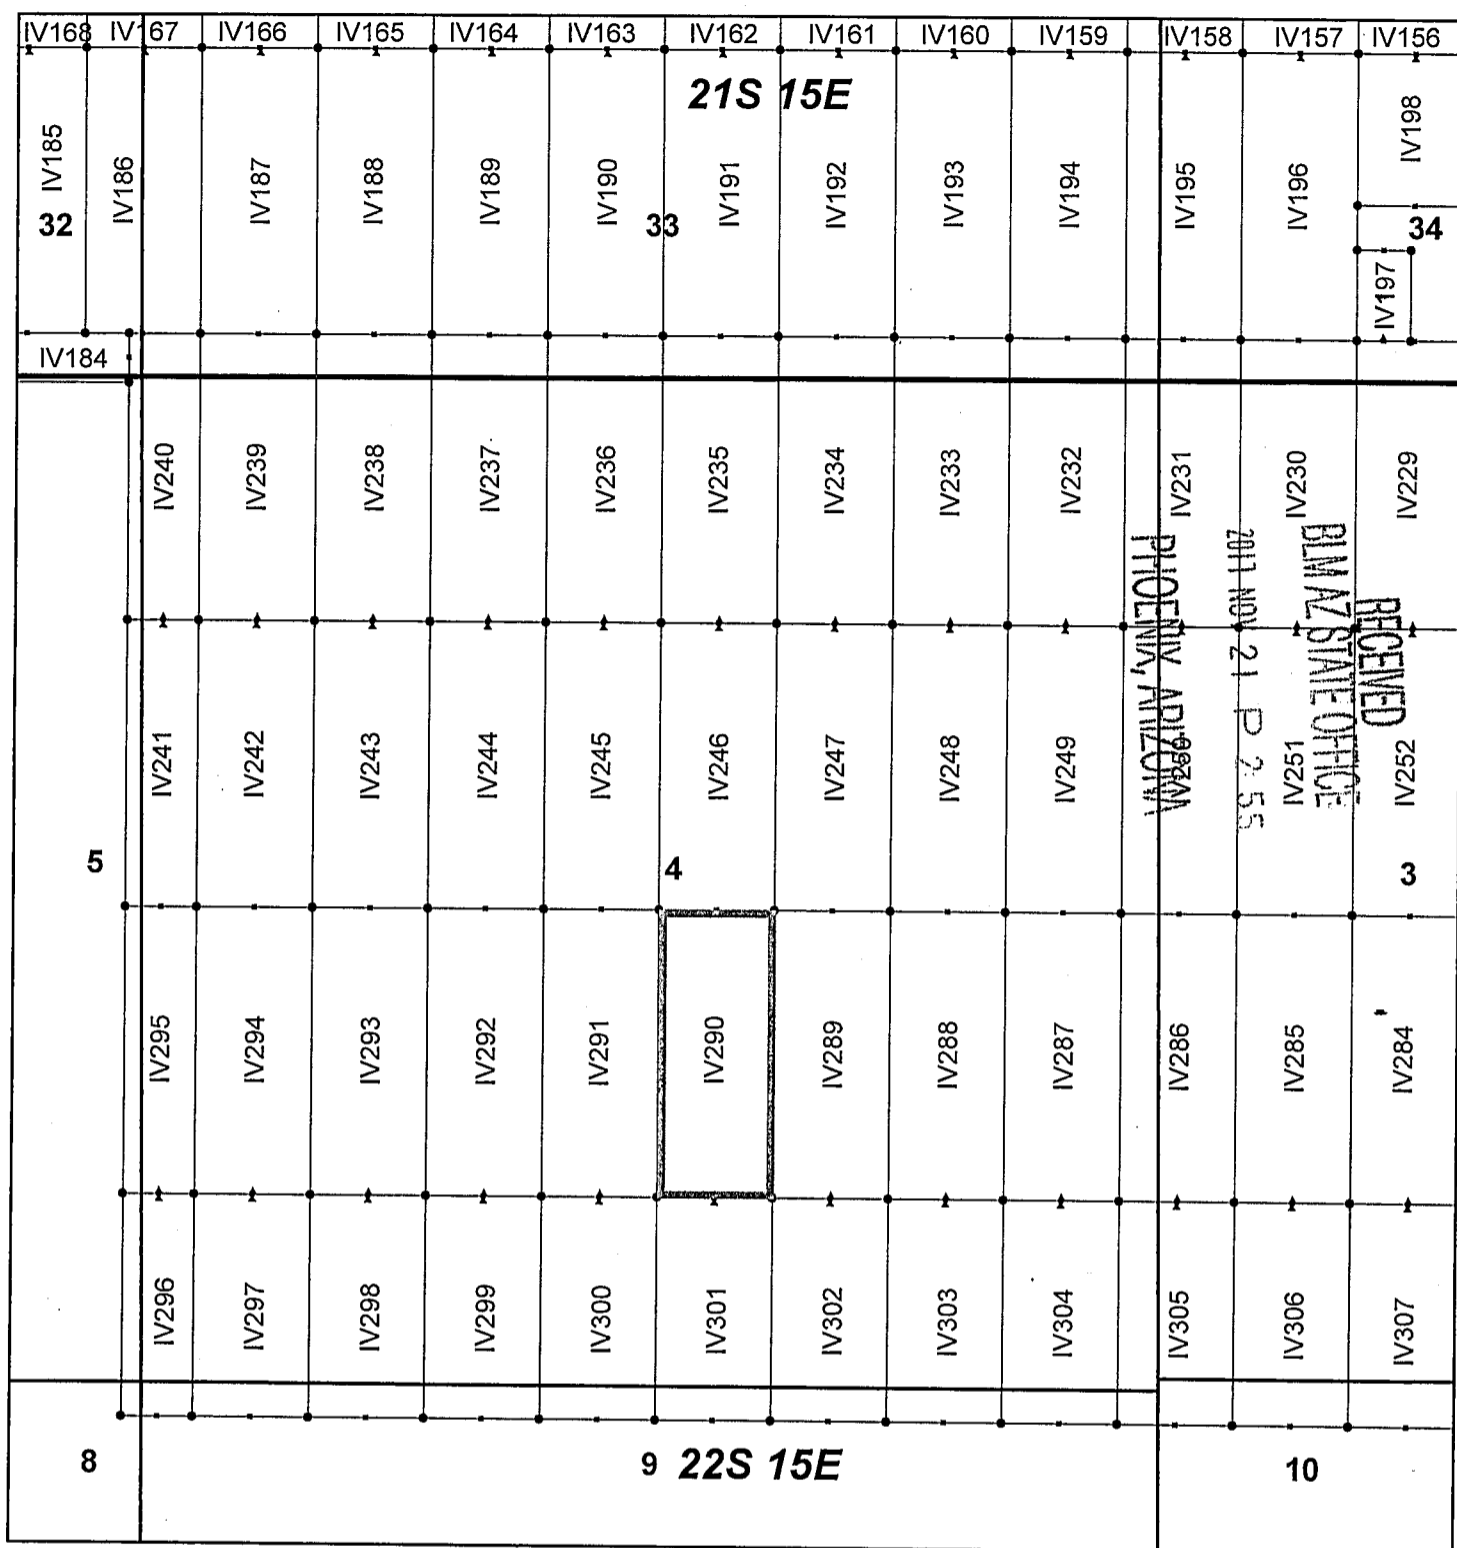 IV168 IV167 IV166 IV165 IV164 IV163 IV162 IV161 IV160 IV159 IV158 IV157 IV156
21S 15E
IV185 IV186 IV187 IV188 IV189 IV190 IV191 IV192 IV193 IV194 IV195 IV196 IV198
32 33 34
IV197
IV184
IV240 IV239 IV238 IV237 IV236 IV235 IV234 IV233 IV232 IV231 IV230 IV229
RECEIVED
BLM AZ STATE OFFICE
2017 NOV 21 P 2:55
PHOENIX, ARIZONA
IV241 IV242 IV243 IV244 IV245 IV246 IV247 IV248 IV249 IV250 IV251 IV252
5 4 3
IV295 IV294 IV293 IV292 IV291 IV290 IV289 IV288 IV287 IV286 IV285 IV284
IV296 IV297 IV298 IV299 IV300 IV301 IV302 IV303 IV304 IV305 IV306 IV307
8 9 22S 15E 10